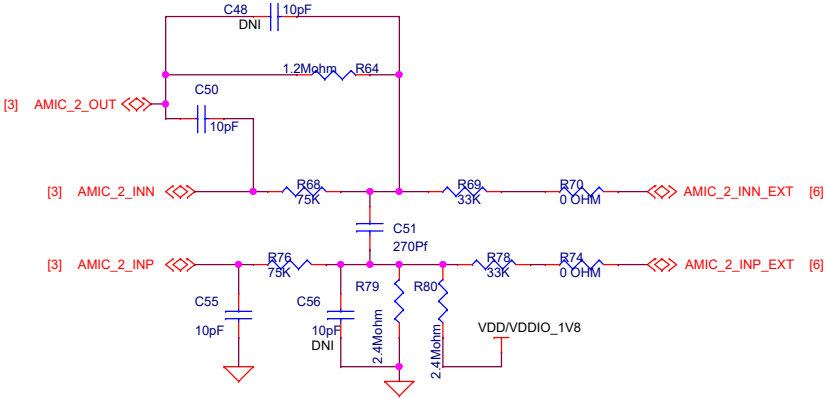 C48 10pF
DNI
1.2Mohm R64
C50
[3] AMIC_2_OUT
10pF
[3] AMIC_2_INN R68 R69 R70 AMIC_2_INN_EXT [6]
75K 33K 0 OHM
C51
270Pf
[3] AMIC_2_INP R76 R78 R74 AMIC_2_INP_EXT [6]
75K 33K 0 OHM
R79 R80
C55 C56
10pF 10pF
DNI
2.4Mohm
2.4Mohm
VDD/VDDIO_1V8